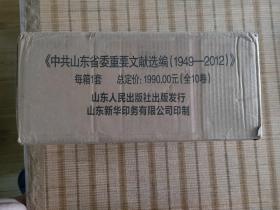 《中共山东省委重要文献选编(1949—2012)》
每箱1套 总定价:1990.00元(全10卷)
山东人民出版社出版发行
山东新华印务有限公司印制